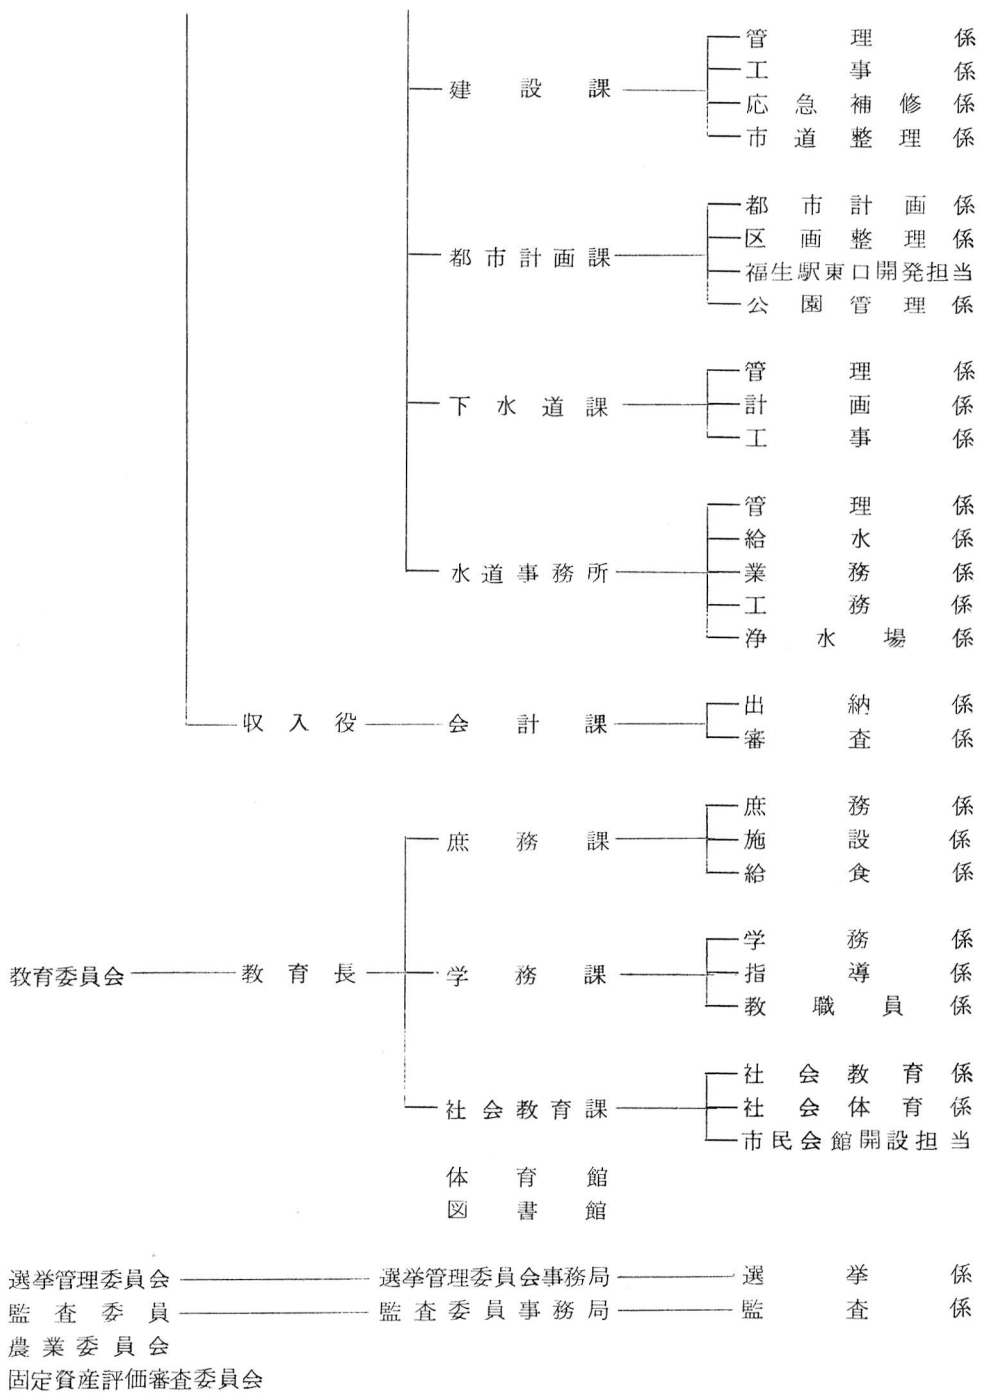 管理係
工事係
建設課
応急補修係
市道整理係
都市計画係
区画整理係
都市計画課
福生駅東口開発担当
公園管理係
管理係
下水道課
計画係
工事係
管理係
給水係
水道事務所
業務係
工務係
浄水場係
出納係
収入役 会計課
審査係
庶務係
庶務課
施設係
給食係
学務係
教育委員会 教育長 学務課
指導係
教職員係
社会教育係
社会教育課
社会体育係
市民会館開設担当
体育館
図書館
選挙管理委員会 選挙管理委員会事務局 選挙係
監査委員 監査委員事務局 監査係
農業委員会
固定資産評価審査委員会